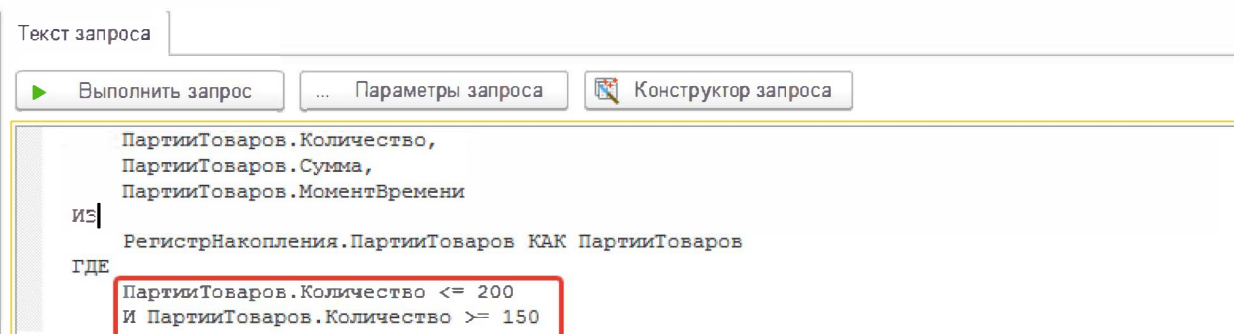 Текст запроса
Выполнить запрос ... Параметры запроса Конструктор запроса
ПартииТоваров.Количество,
ПартииТоваров.Сумма,
ПартииТоваров.МоментВремени
ИЗ
РегистрНакопления.ПартииТоваров КАК ПартииТоваров
ГДЕ
ПартииТоваров.Количество <= 200
И ПартииТоваров.Количество >= 150